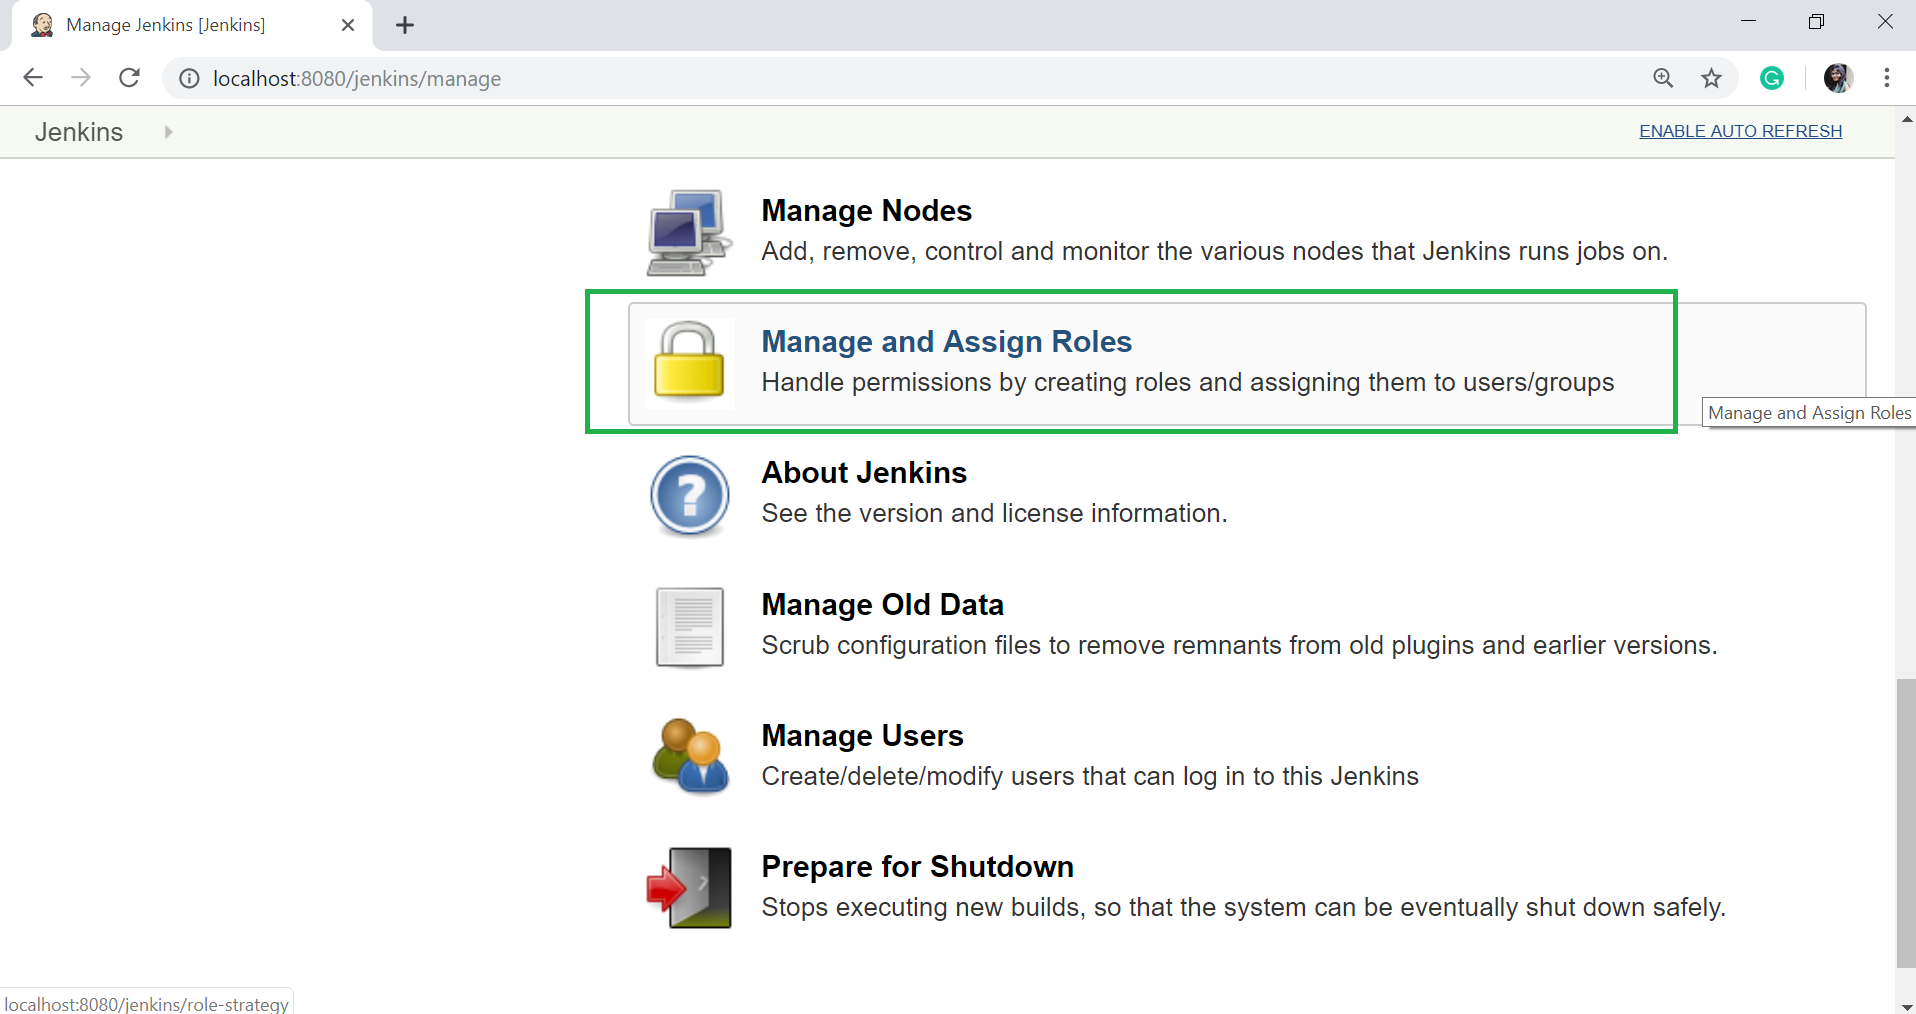 Manage Jenkins [Jenkins]
localhost:8080/jenkins/manage
Jenkins
ENABLE AUTO REFRESH
Manage Nodes
Add, remove, control and monitor the various nodes that Jenkins runs jobs on.
Manage and Assign Roles
Handle permissions by creating roles and assigning them to users/groups
Manage and Assign Roles
About Jenkins
See the version and license information.
Manage Old Data
Scrub configuration files to remove remnants from old plugins and earlier versions.
Manage Users
Create/delete/modify users that can log in to this Jenkins
Prepare for Shutdown
Stops executing new builds, so that the system can be eventually shut down safely.
localhost:8080/jenkins/role-strategy